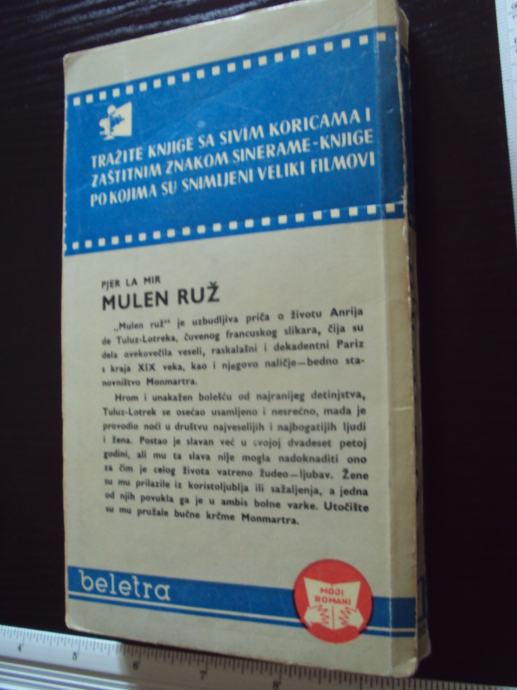 TRAŽITE KNJIGE SA SIVIM KORICAMA I
ZAŠTITNIM ZNAKOM SINERAME-KNJIGE
PO KOJIMA SU SNIMLJENI VELIKI FILMOVI
PJER LA MIR
MULEN RUŽ
„Mulen ruž“ je uzbudljiva priča o životu Anrija
de Tuluz-Lotreka, čuvenog francuskog slikara, čija su
dela ovekovečila veseli, raskalašni i dekadentni Pariz
s kraja XIX veka, kao i njegovo naličje—bedno sta-
novništvo Monmartra.
Hrom i unakažen bolešću od najranijeg detinjstva,
Tuluz-Lotrek se osećao usamljeno i nesrećno, mada je
provodio noći u društvu najveselijih i najbogatijih ljudi
i žena. Postao je slavan već u svojoj dvadeset petoj
godini, ali mu ta slava nije mogla nadoknaditi ono
za čim je celog života vatreno žudeo—ljubav. Žene
su mu prilazile iz koristoljublja ili sažaljenja, a jedna
od njih povukla ga je u ambis bolne varke. Utočište
su mu pružale bučne krčme Monmartra.
beletra
MOJI
ROMANI
4
5
6
7
8